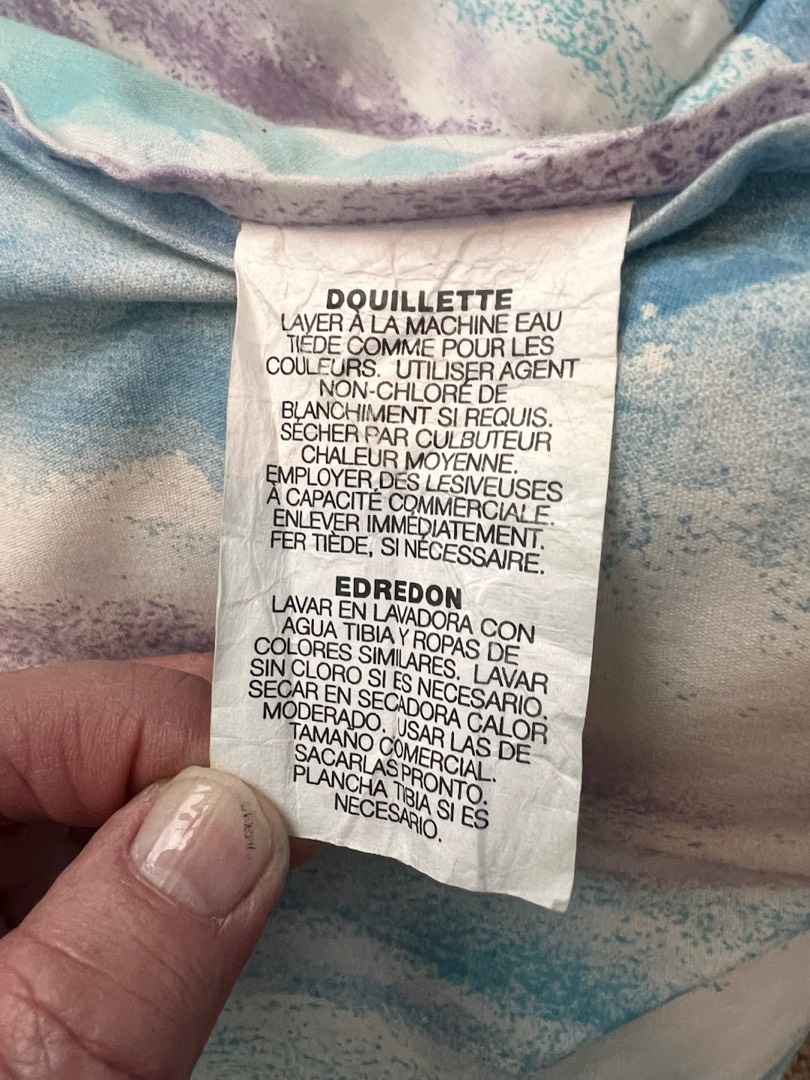 DOUILLETTE
LAVER À LA MACHINE EAU
TIÈDE COMME POUR LES
COULEURS. UTILISER AGENT
NON-CHLORÉ DE
BLANCHIMENT SI REQUIS.
SÉCHER PAR CULBUTEUR
CHALEUR MOYENNE.
EMPLOYER DES LESIVEUSES
À CAPACITÉ COMMERCIALE.
ENLEVER IMMÉDIATEMENT.
FER TIÈDE, SI NÉCESSAIRE.
EDREDON
LAVAR EN LAVADORA CON
AGUA TIBIA Y ROPAS DE
COLORES SIMILARES. LAVAR
SIN CLORO SI ES NECESARIO.
SECAR EN SECADORA CALOR
MODERADO. USAR LAS DE
TAMAÑO COMERCIAL.
SACARLAS PRONTO.
PLANCHA TIBIA SI ES
NECESARIO.